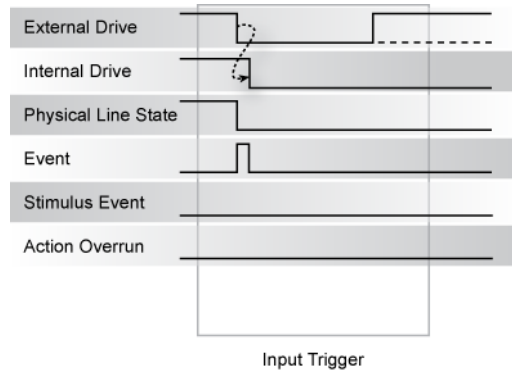 External Drive
Internal Drive
Physical Line State
Event
Stimulus Event
Action Overrun
Input Trigger